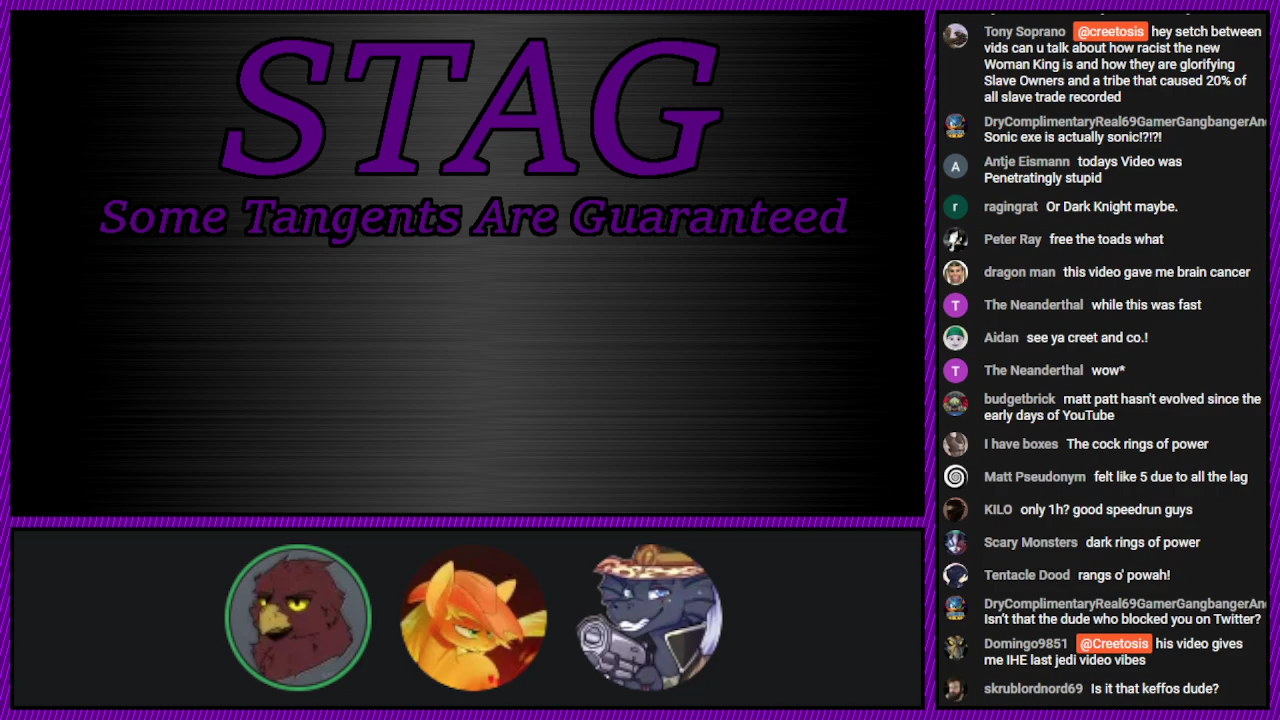 STAG
Some Tangents Are Guaranteed
Tony Soprano @creetosis hey setch between
vids can u talk about how racist the new
Woman King is and how they are glorifying
Slave Owners and a tribe that caused 20% of
all slave trade recorded
DryComplimentaryReal69GamerGangbangerAn
Sonic exe is actually sonic!?!?!
A
Antje Eismann todays Video was
Penetratingly stupid
r
ragingrat Or Dark Knight maybe.
Peter Ray free the toads what
dragon man this video gave me brain cancer
T
The Neanderthal while this was fast
Aidan see ya creet and co.!
T
The Neanderthal wow*
budgetbrick matt patt hasn't evolved since the
early days of YouTube
I have boxes The cock rings of power
Matt Pseudonym felt like 5 due to all the lag
KILO only 1h? good speedrun guys
Scary Monsters dark rings of power
Tentacle Dood rangs o' powah!
DryComplimentaryReal69GamerGangbangerAn
Isn't that the dude who blocked you on Twitter?
Domingo9851 @Creetosis his video gives
me IHE last jedi video vibes
skrublordnord69 Is it that keffos dude?